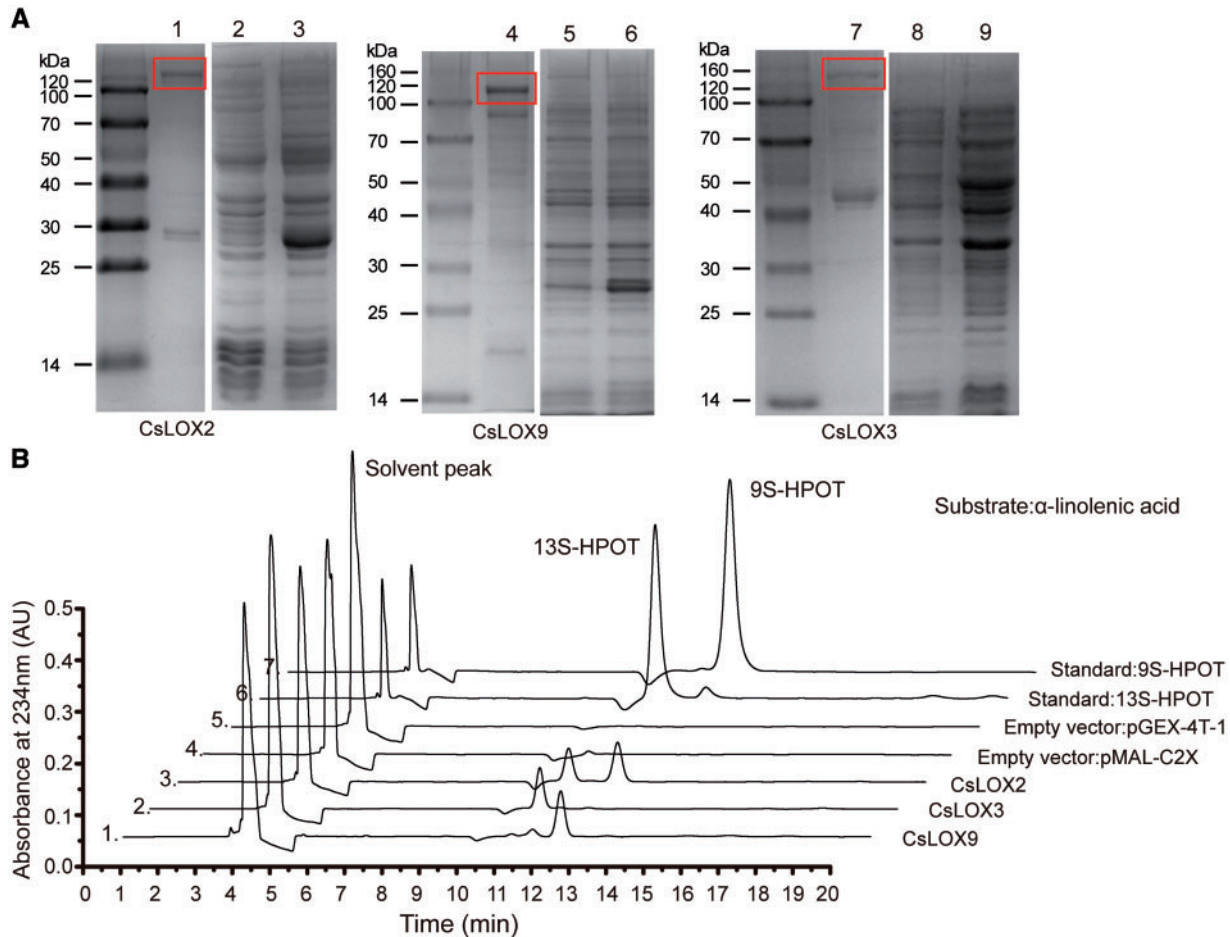 A
1 2 3
kDa
120
100
70
50
40
30
25
14
CsLOX2
4 5 6
kDa
160
120
100
70
50
40
30
25
14
CsLOX9
7 8 9
kDa
160
120
100
70
50
40
30
25
14
CsLOX3
B
Solvent peak
9S-HPOT
Substrate:α-linolenic acid
13S-HPOT
Absorbance at 234nm (AU)
0.5
0.4
0.3
0.2
0.1
0.0
7.
6.
5.
4.
3.
2.
1.
Standard:9S-HPOT
Standard:13S-HPOT
Empty vector:pGEX-4T-1
Empty vector:pMAL-C2X
CsLOX2
CsLOX3
CsLOX9
0 1 2 3 4 5 6 7 8 9 10 11 12 13 14 15 16 17 18 19 20
Time (min)